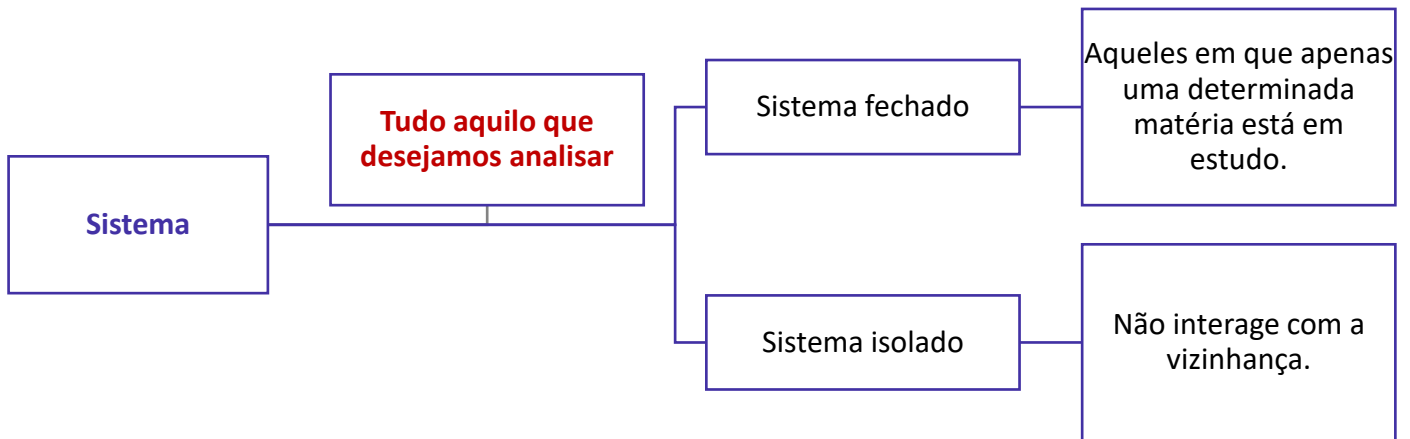 Sistema
Tudo aquilo que
desejamos analisar
Sistema fechado
Aqueles em que apenas
uma determinada
matéria está em
estudo.
Sistema isolado
Não interage com a
vizinhança.